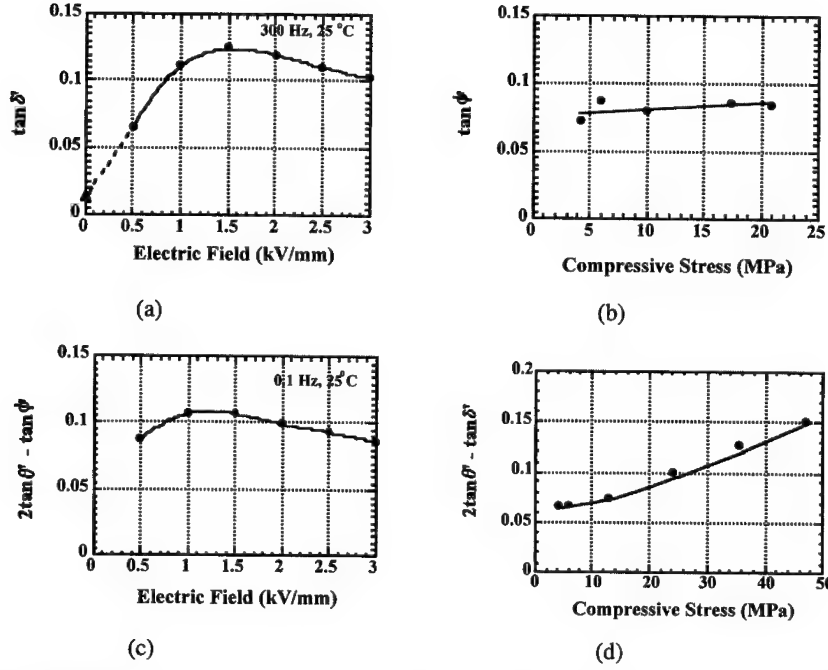 0.15
300 Hz, 25 °C
0.1
0.05
0
tan δ'
0 0.5 1 1.5 2 2.5 3
Electric Field (kV/mm)
(a)
0.15
0.1
0.05
0
tan φ'
5 10 15 20 25
Compressive Stress (MPa)
(b)
0.15
0.1 Hz, 25°C
0.1
0.05
0
2tan θ' - tan φ'
0 0.5 1 1.5 2 2.5 3
Electric Field (kV/mm)
(c)
0.2
0.15
0.1
0.05
0
2tan θ' - tan δ'
0 10 20 30 40 50
Compressive Stress (MPa)
(d)